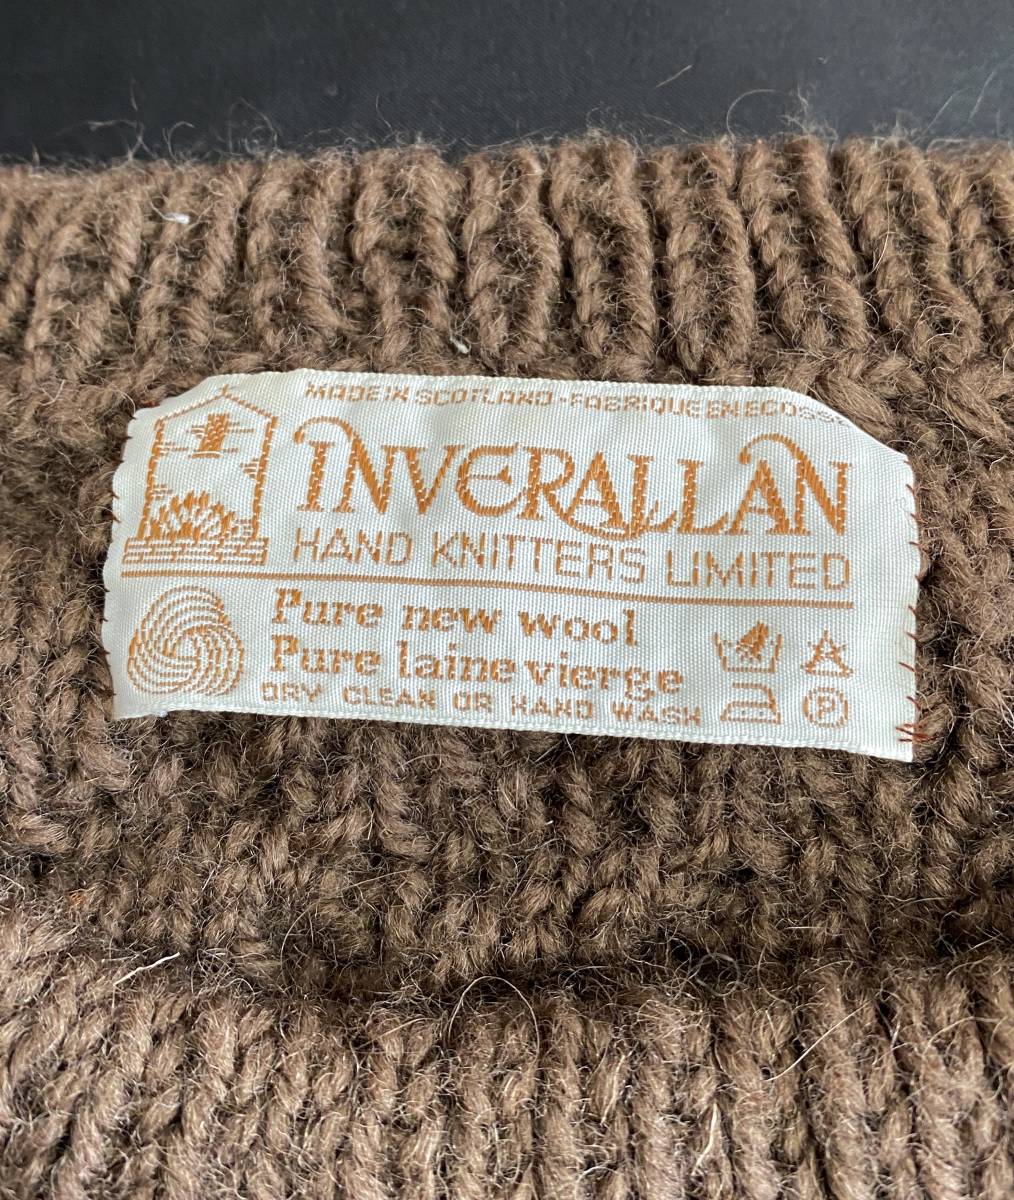 MADE IN SCOTLAND - FABRIQUE EN ECOSSE
INVERALLAN
HAND KNITTERS LIMITED
Pure new wool
Pure laine vierge
DRY CLEAN OR HAND WASH
A
P